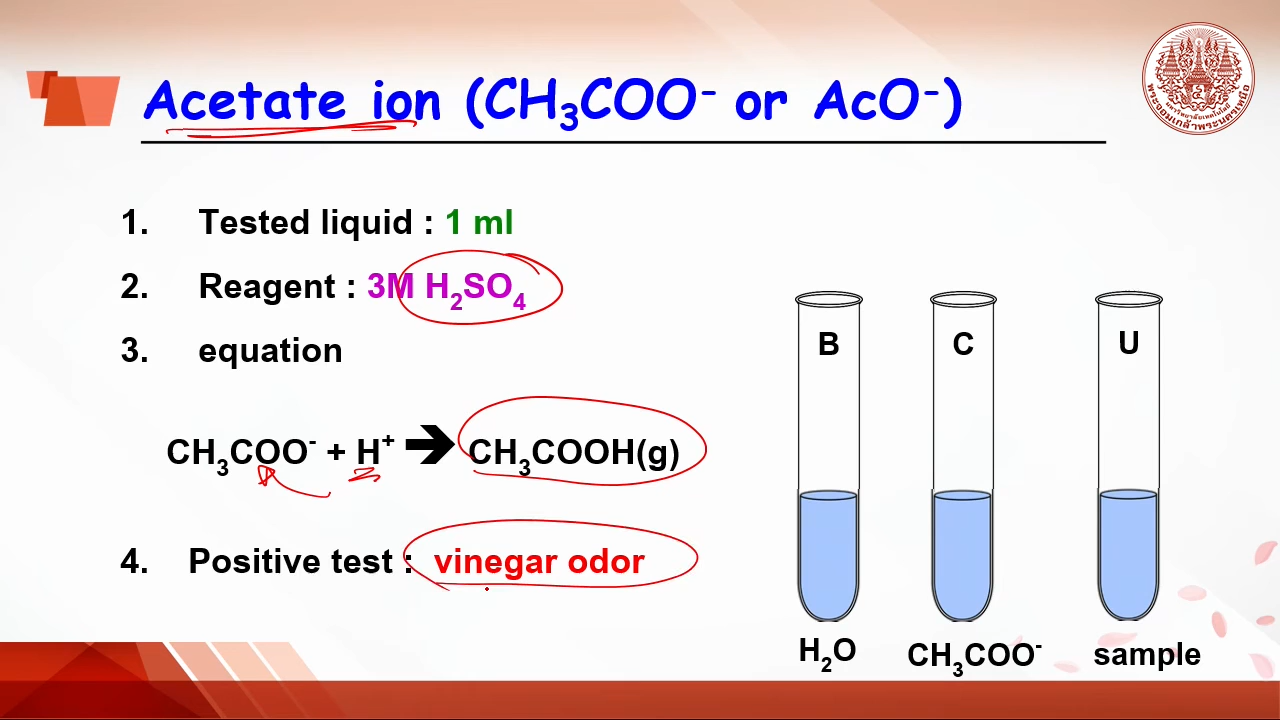 Acetate ion (CH₃COO⁻ or AcO⁻)
1. Tested liquid : 1 ml
2. Reagent : 3M H₂SO₄
3. equation
CH₃COO⁻ + H⁺ 🡺 CH₃COOH(g)
4. Positive test : vinegar odor
B C U
H₂O CH₃COO⁻ sample